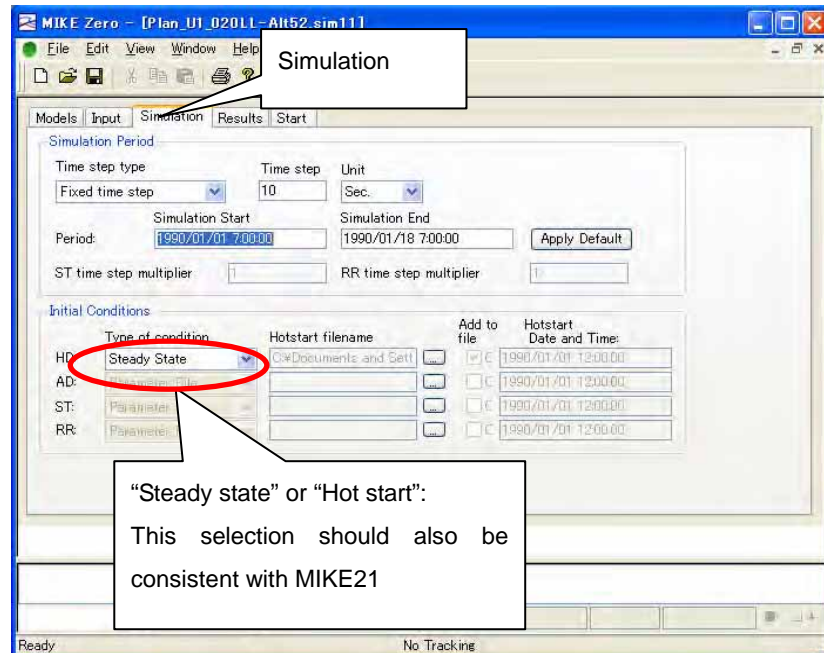 MIKE Zero - [Plan_U1_020LL-Alt52.sim11]
File Edit View Window Help
Simulation
Models Input Simulation Results Start
Simulation Period
Time step type Time step Unit
Fixed time step 10 Sec.
Simulation Start Simulation End
Period: 1990/01/01 7:00:00 1990/01/18 7:00:00 Apply Default
ST time step multiplier 1 RR time step multiplier 1
Initial Conditions
Type of condition Hotstart filename Add to file Hotstart Date and Time:
HD: Steady State C:¥Documents and Sett ... 1990/01/01 12:00:00
AD: Parameter File ... 1990/01/01 12:00:00
ST: Parameter ... 1990/01/01 12:00:00
RR: Parameter ... 1990/01/01 12:00:00
“Steady state” or “Hot start”:
This selection should also be
consistent with MIKE21
Ready No Tracking